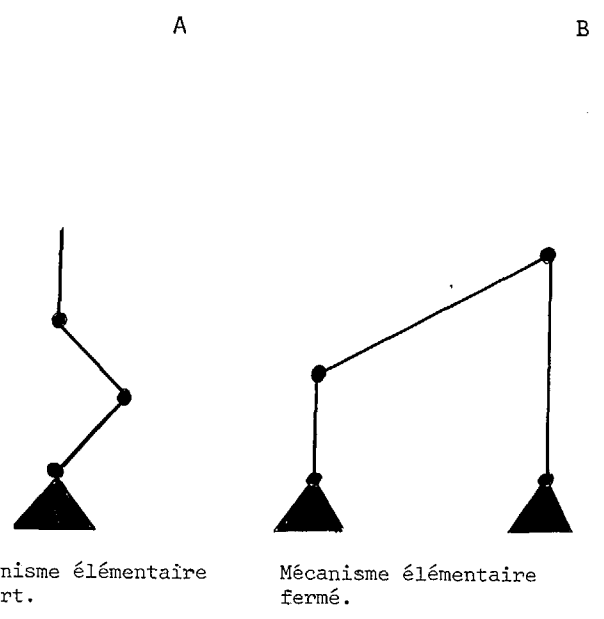 A
B
nisme élémentaire
rt.
Mécanisme élémentaire
fermé.